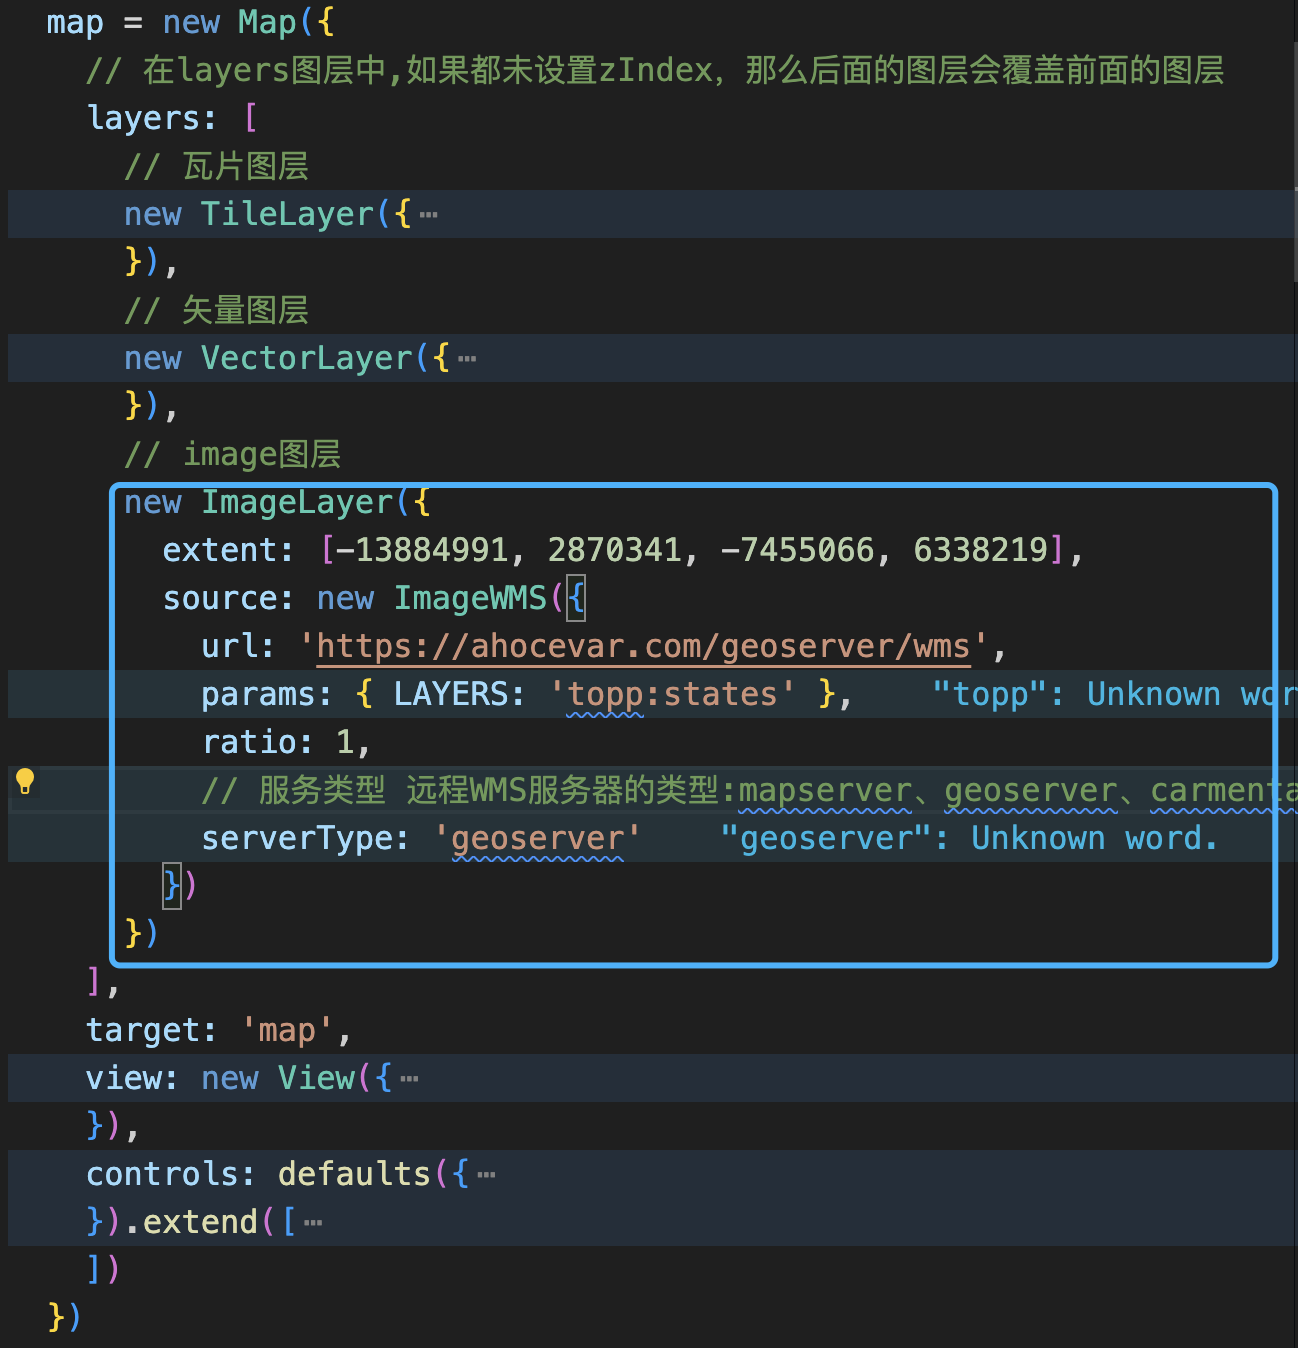 map = new Map({
// 在layers图层中,如果都未设置zIndex, 那么后面的图层会覆盖前面的图层
layers: [
// 瓦片图层
new TileLayer({ ⋯
}),
// 矢量图层
new VectorLayer({ ⋯
}),
// image图层
new ImageLayer({
extent: [-13884991, 2870341, -7455066, 6338219],
source: new ImageWMS({
url: 'https://ahocevar.com/geoserver/wms',
params: { LAYERS: 'topp:states' }, "topp": Unknown wor
ratio: 1,
// 服务类型 远程WMS服务器的类型:mapserver、geoserver、carmenta
serverType: 'geoserver' "geoserver": Unknown word.
})
})
],
target: 'map',
view: new View({ ⋯
}),
controls: defaults({ ⋯
}).extend([ ⋯
])
})